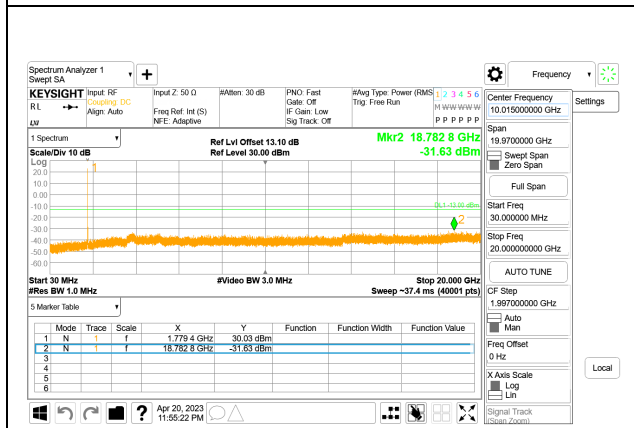 Spectrum Analyzer 1
Swept SA
+
Frequency
KEYSIGHT
Input: RF
Coupling: DC
Align: Auto
Input Z: 50 Ω
Freq Ref: Int (S)
NFE: Adaptive
#Atten: 30 dB
PNO: Fast
Gate: Off
IF Gain: Low
Sig Track: Off
#Avg Type: Power (RMS
Trig: Free Run
1 2 3 4 5 6
M W W W W W
P P P P P P
RL
LXI
Center Frequency
10.015000000 GHz
Settings
Span
19.9700000 GHz
Swept Span
Zero Span
Full Span
Start Freq
30.000000 MHz
Stop Freq
20.00000000 GHz
AUTO TUNE
CF Step
1.997000000 GHz
Auto
Man
Freq Offset
0 Hz
X Axis Scale
Log
Lin
Signal Track
(Span Zoom)
Local
1 Spectrum
Scale/Div 10 dB
Ref Lvl Offset 13.10 dB
Ref Level 30.00 dBm
Mkr2 18.782 8 GHz
-31.63 dBm
Log
20.0
10.0
0.00
-10.0
-20.0
-30.0
-40.0
-50.0
-60.0
1
DL1 -13.00 dBm
2
Start 30 MHz
#Res BW 1.0 MHz
#Video BW 3.0 MHz
Stop 20.000 GHz
Sweep ~37.4 ms (40001 pts)
5 Marker Table
Mode Trace Scale X Y Function Function Width Function Value
1 N 1 f 1.779 4 GHz 30.03 dBm
2 N 1 f 18.782 8 GHz -31.63 dBm
3
4
5
6
?
Apr 20, 2023
11:55:22 PM